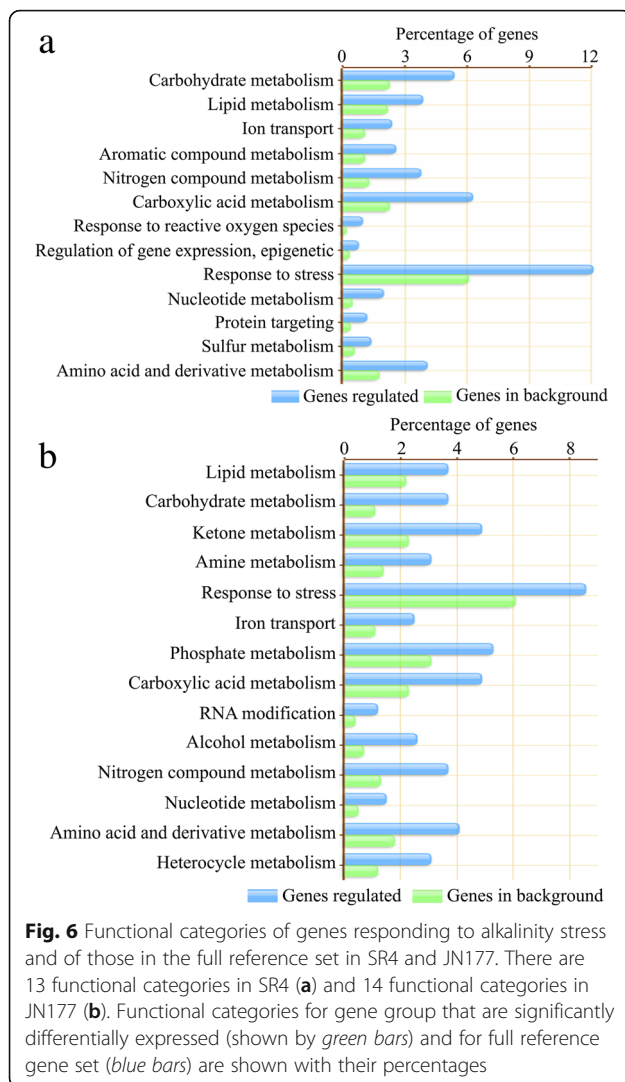 a
Percentage of genes
0 3 6 9 12
Carbohydrate metabolism
Lipid metabolism
Ion transport
Aromatic compound metabolism
Nitrogen compound metabolism
Carboxylic acid metabolism
Response to reactive oxygen species
Regulation of gene expression, epigenetic
Response to stress
Nucleotide metabolism
Protein targeting
Sulfur metabolism
Amino acid and derivative metabolism
Genes regulated Genes in background
b
Percentage of genes
0 2 4 6 8
Lipid metabolism
Carbohydrate metabolism
Ketone metabolism
Amine metabolism
Response to stress
Iron transport
Phosphate metabolism
Carboxylic acid metabolism
RNA modification
Alcohol metabolism
Nitrogen compound metabolism
Nucleotide metabolism
Amino acid and derivative metabolism
Heterocycle metabolism
Genes regulated Genes in background
Fig. 6 Functional categories of genes responding to alkalinity stress
and of those in the full reference set in SR4 and JN177. There are
13 functional categories in SR4 (a) and 14 functional categories in
JN177 (b). Functional categories for gene group that are significantly
differentially expressed (shown by green bars) and for full reference
gene set (blue bars) are shown with their percentages